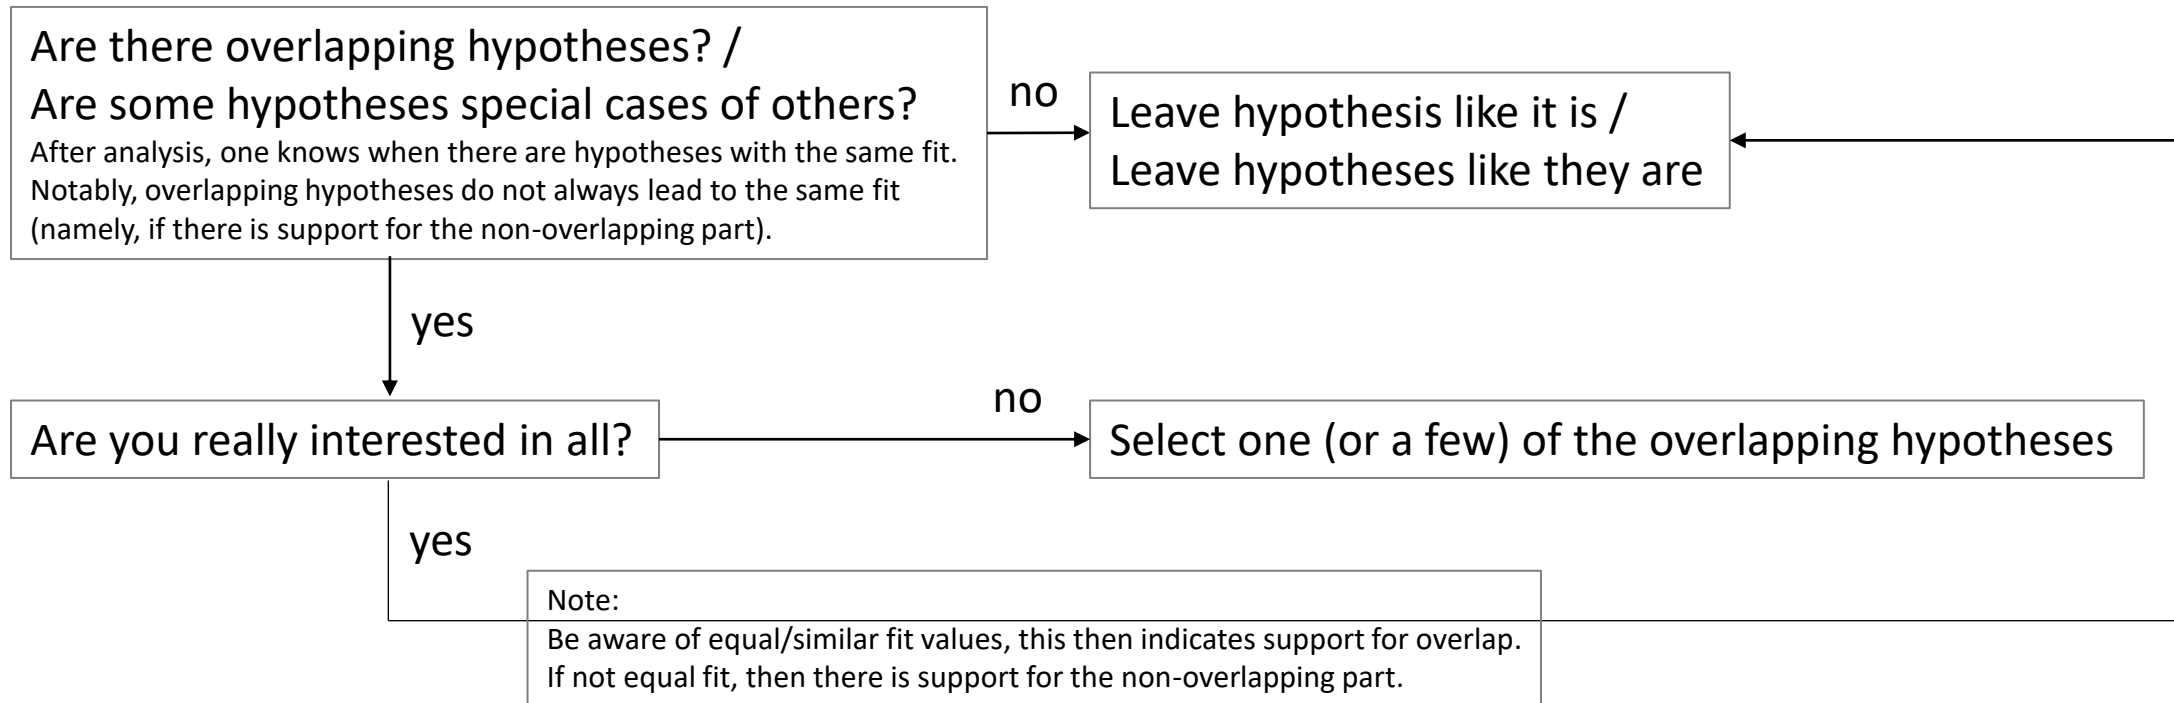 Are there overlapping hypotheses? /
Are some hypotheses special cases of others?
After analysis, one knows when there are hypotheses with the same fit.
Notably, overlapping hypotheses do not always lead to the same fit
(namely, if there is support for the non-overlapping part).
no
Leave hypothesis like it is /
Leave hypotheses like they are
yes
Are you really interested in all?
no
Select one (or a few) of the overlapping hypotheses
yes
Note:
Be aware of equal/similar fit values, this then indicates support for overlap.
If not equal fit, then there is support for the non-overlapping part.